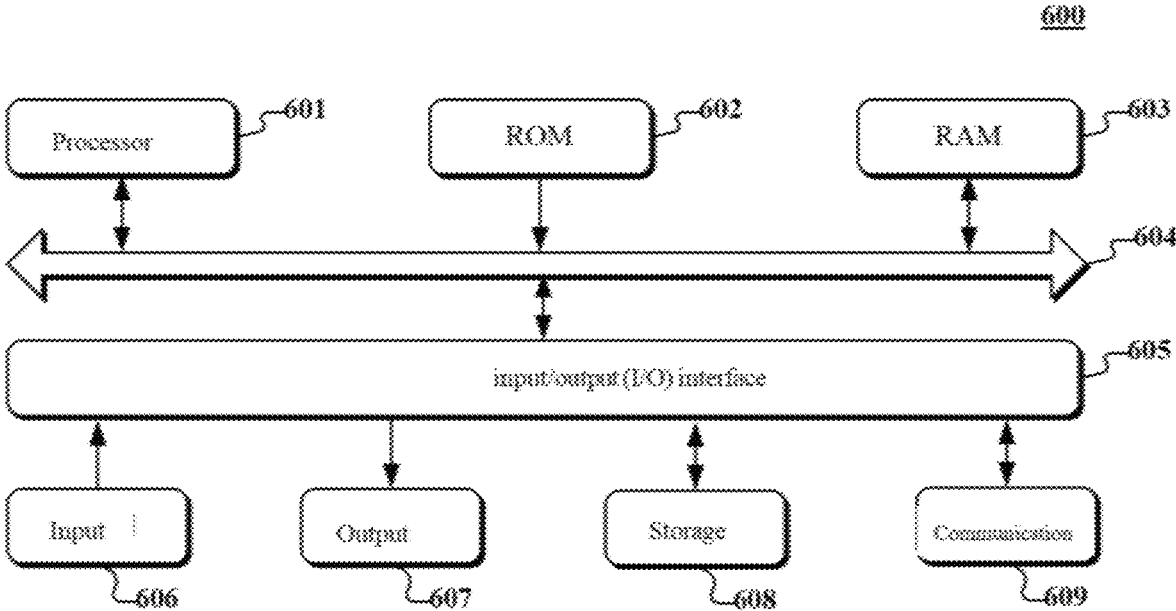 600
Processor
601
ROM
602
RAM
603
604
input/output (I/O) interface
605
Input
Output
Storage
Communication
606
607
608
609